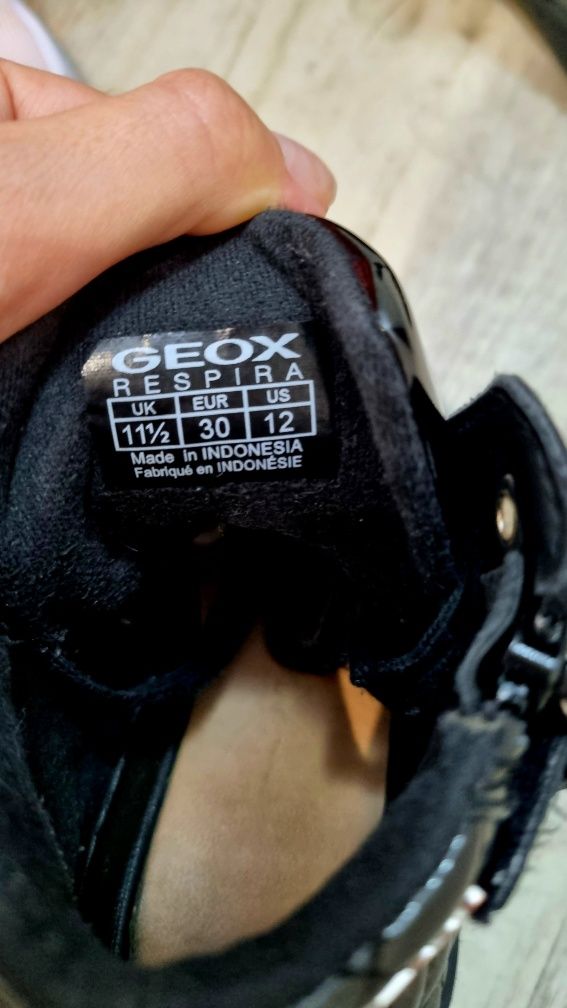 GEOX
RESPIRA
UK EUR US
11½ 30 12
Made in INDONESIA
Fabriqué en INDONÉSIE